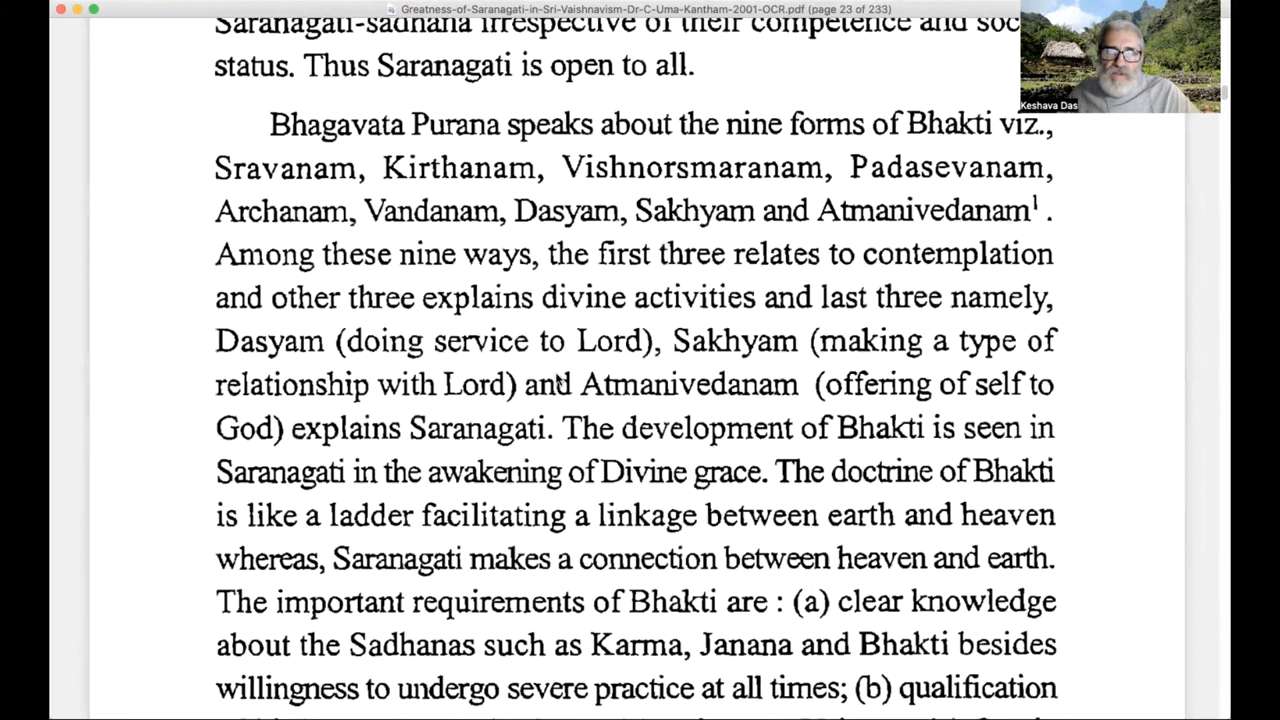 Greatness-of-Saranagati-in-Sri-Vaishnavism-Dr-C-Uma-Kantham-2001-OCR.pdf (page 23 of 233)
Saranagati-sadhana irrespective of their competence and
status. Thus Saranagati is open to all.
Keshava Das
Bhagavata Purana speaks about the nine forms of Bhakti viz.,
Sravanam, Kirthanam, Vishnorsmaranam, Padasevanam,
Archanam, Vandanam, Dasyam, Sakhyam and Atmanivedanam¹ .
Among these nine ways, the first three relates to contemplation
and other three explains divine activities and last three namely,
Dasyam (doing service to Lord), Sakhyam (making a type of
relationship with Lord) and Atmanivedanam (offering of self to
God) explains Saranagati. The development of Bhakti is seen in
Saranagati in the awakening of Divine grace. The doctrine of Bhakti
is like a ladder facilitating a linkage between earth and heaven
whereas, Saranagati makes a connection between heaven and earth.
The important requirements of Bhakti are : (a) clear knowledge
about the Sadhanas such as Karma, Janana and Bhakti besides
willingness to undergo severe practice at all times; (b) qualification